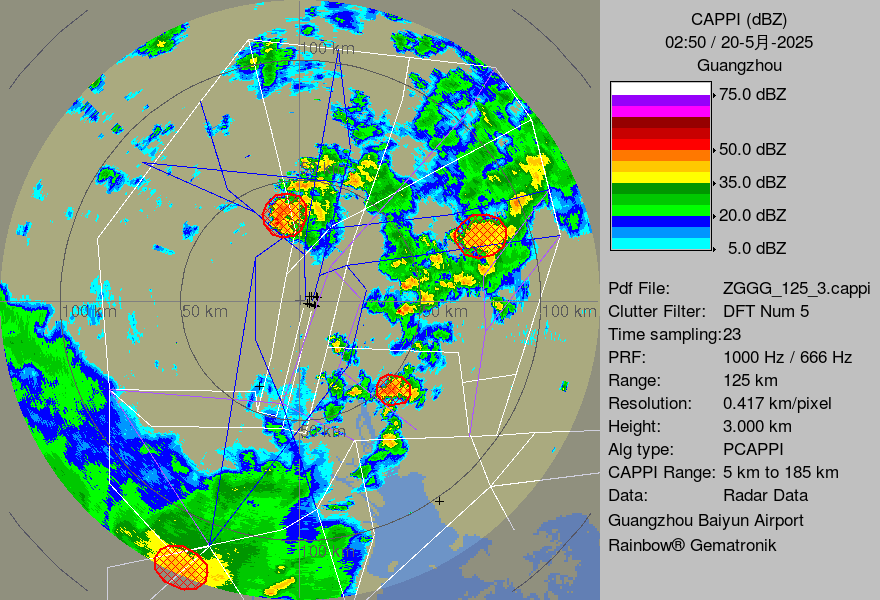 CAPPI (dBZ)
02:50 / 20-5月-2025
Guangzhou
75.0 dBZ
50.0 dBZ
35.0 dBZ
20.0 dBZ
5.0 dBZ
Pdf File: ZGGG_125_3.cappi
Clutter Filter: DFT Num 5
Time sampling:23
PRF: 1000 Hz / 666 Hz
Range: 125 km
Resolution: 0.417 km/pixel
Height: 3.000 km
Alg type: PCAPPI
CAPPI Range: 5 km to 185 km
Data: Radar Data
Guangzhou Baiyun Airport
Rainbow® Gematronik
100 km
100 km
50 km
50 km
100 km
50 km
100 km